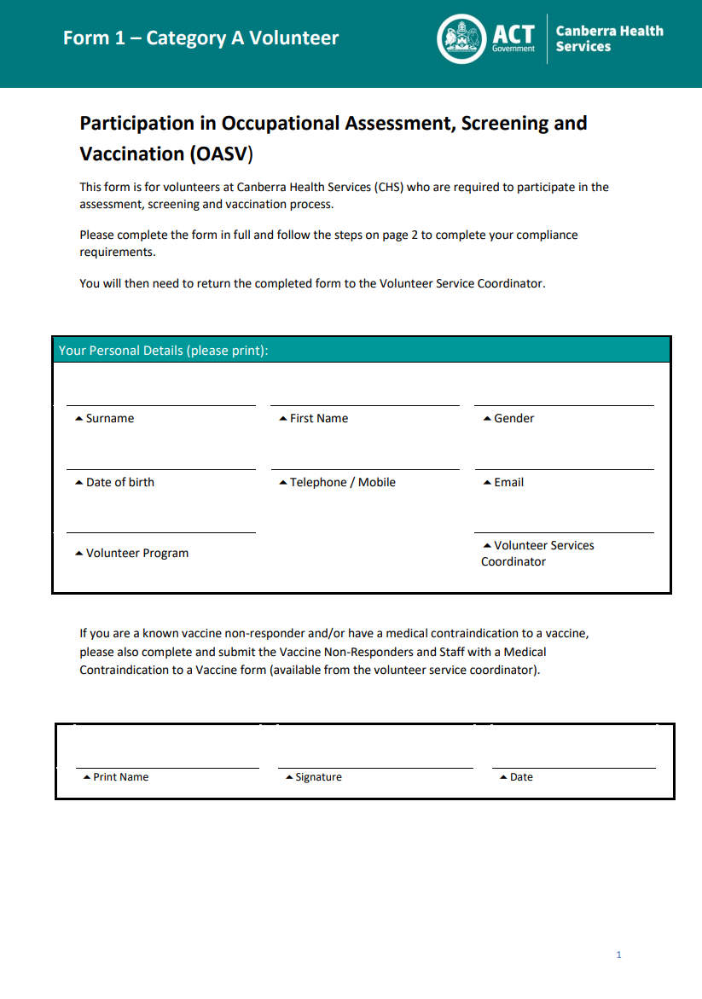 Form 1 – Category A Volunteer
ACT
Government
Canberra Health
Services
Participation in Occupational Assessment, Screening and
Vaccination (OASV)
This form is for volunteers at Canberra Health Services (CHS) who are required to participate in the
assessment, screening and vaccination process.
Please complete the form in full and follow the steps on page 2 to complete your compliance
requirements.
You will then need to return the completed form to the Volunteer Service Coordinator.
Your Personal Details (please print):
Surname First Name Gender
Date of birth Telephone / Mobile Email
Volunteer Program
Volunteer Services
Coordinator
If you are a known vaccine non-responder and/or have a medical contraindication to a vaccine,
please also complete and submit the Vaccine Non-Responders and Staff with a Medical
Contraindication to a Vaccine form (available from the volunteer service coordinator).
Print Name Signature Date
1